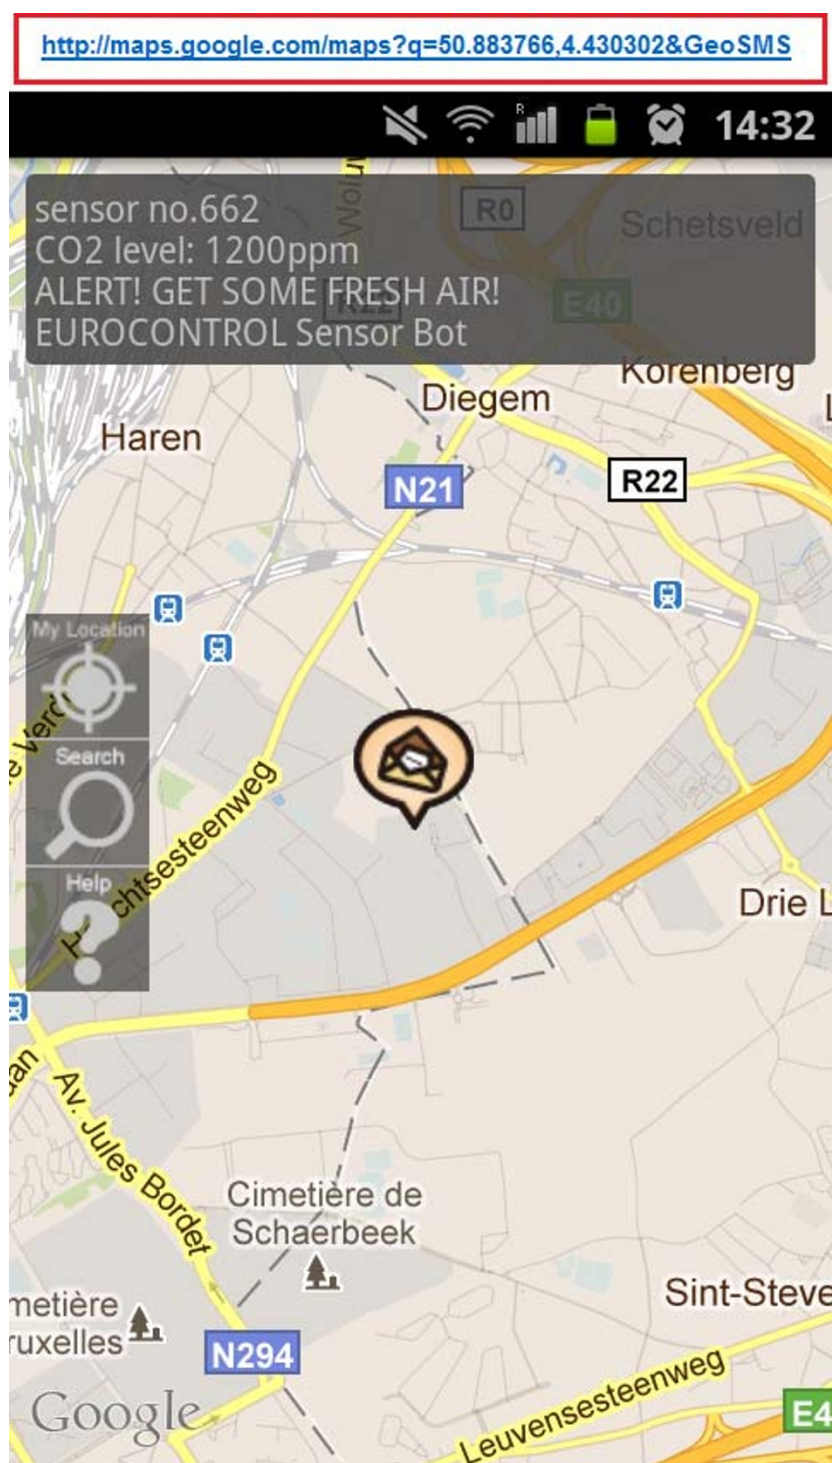 http://maps.google.com/maps?q=50.883766,4.430302&GeoSMS
R
14:32
sensor no.662
CO2 level: 1200ppm
ALERT! GET SOME FRESH AIR!
EUROCONTROL Sensor Bot
R0
Schetsveld
R22
E40
Korenberg
Diegem
Haren
N21
R22
My Location
Search
Help
Drie L
Av. Jules Bordet
Cimetière de
Schaerbeek
Sint-Steve
metière
ruxelles
N294
Leuvensesteenweg
E4
Google